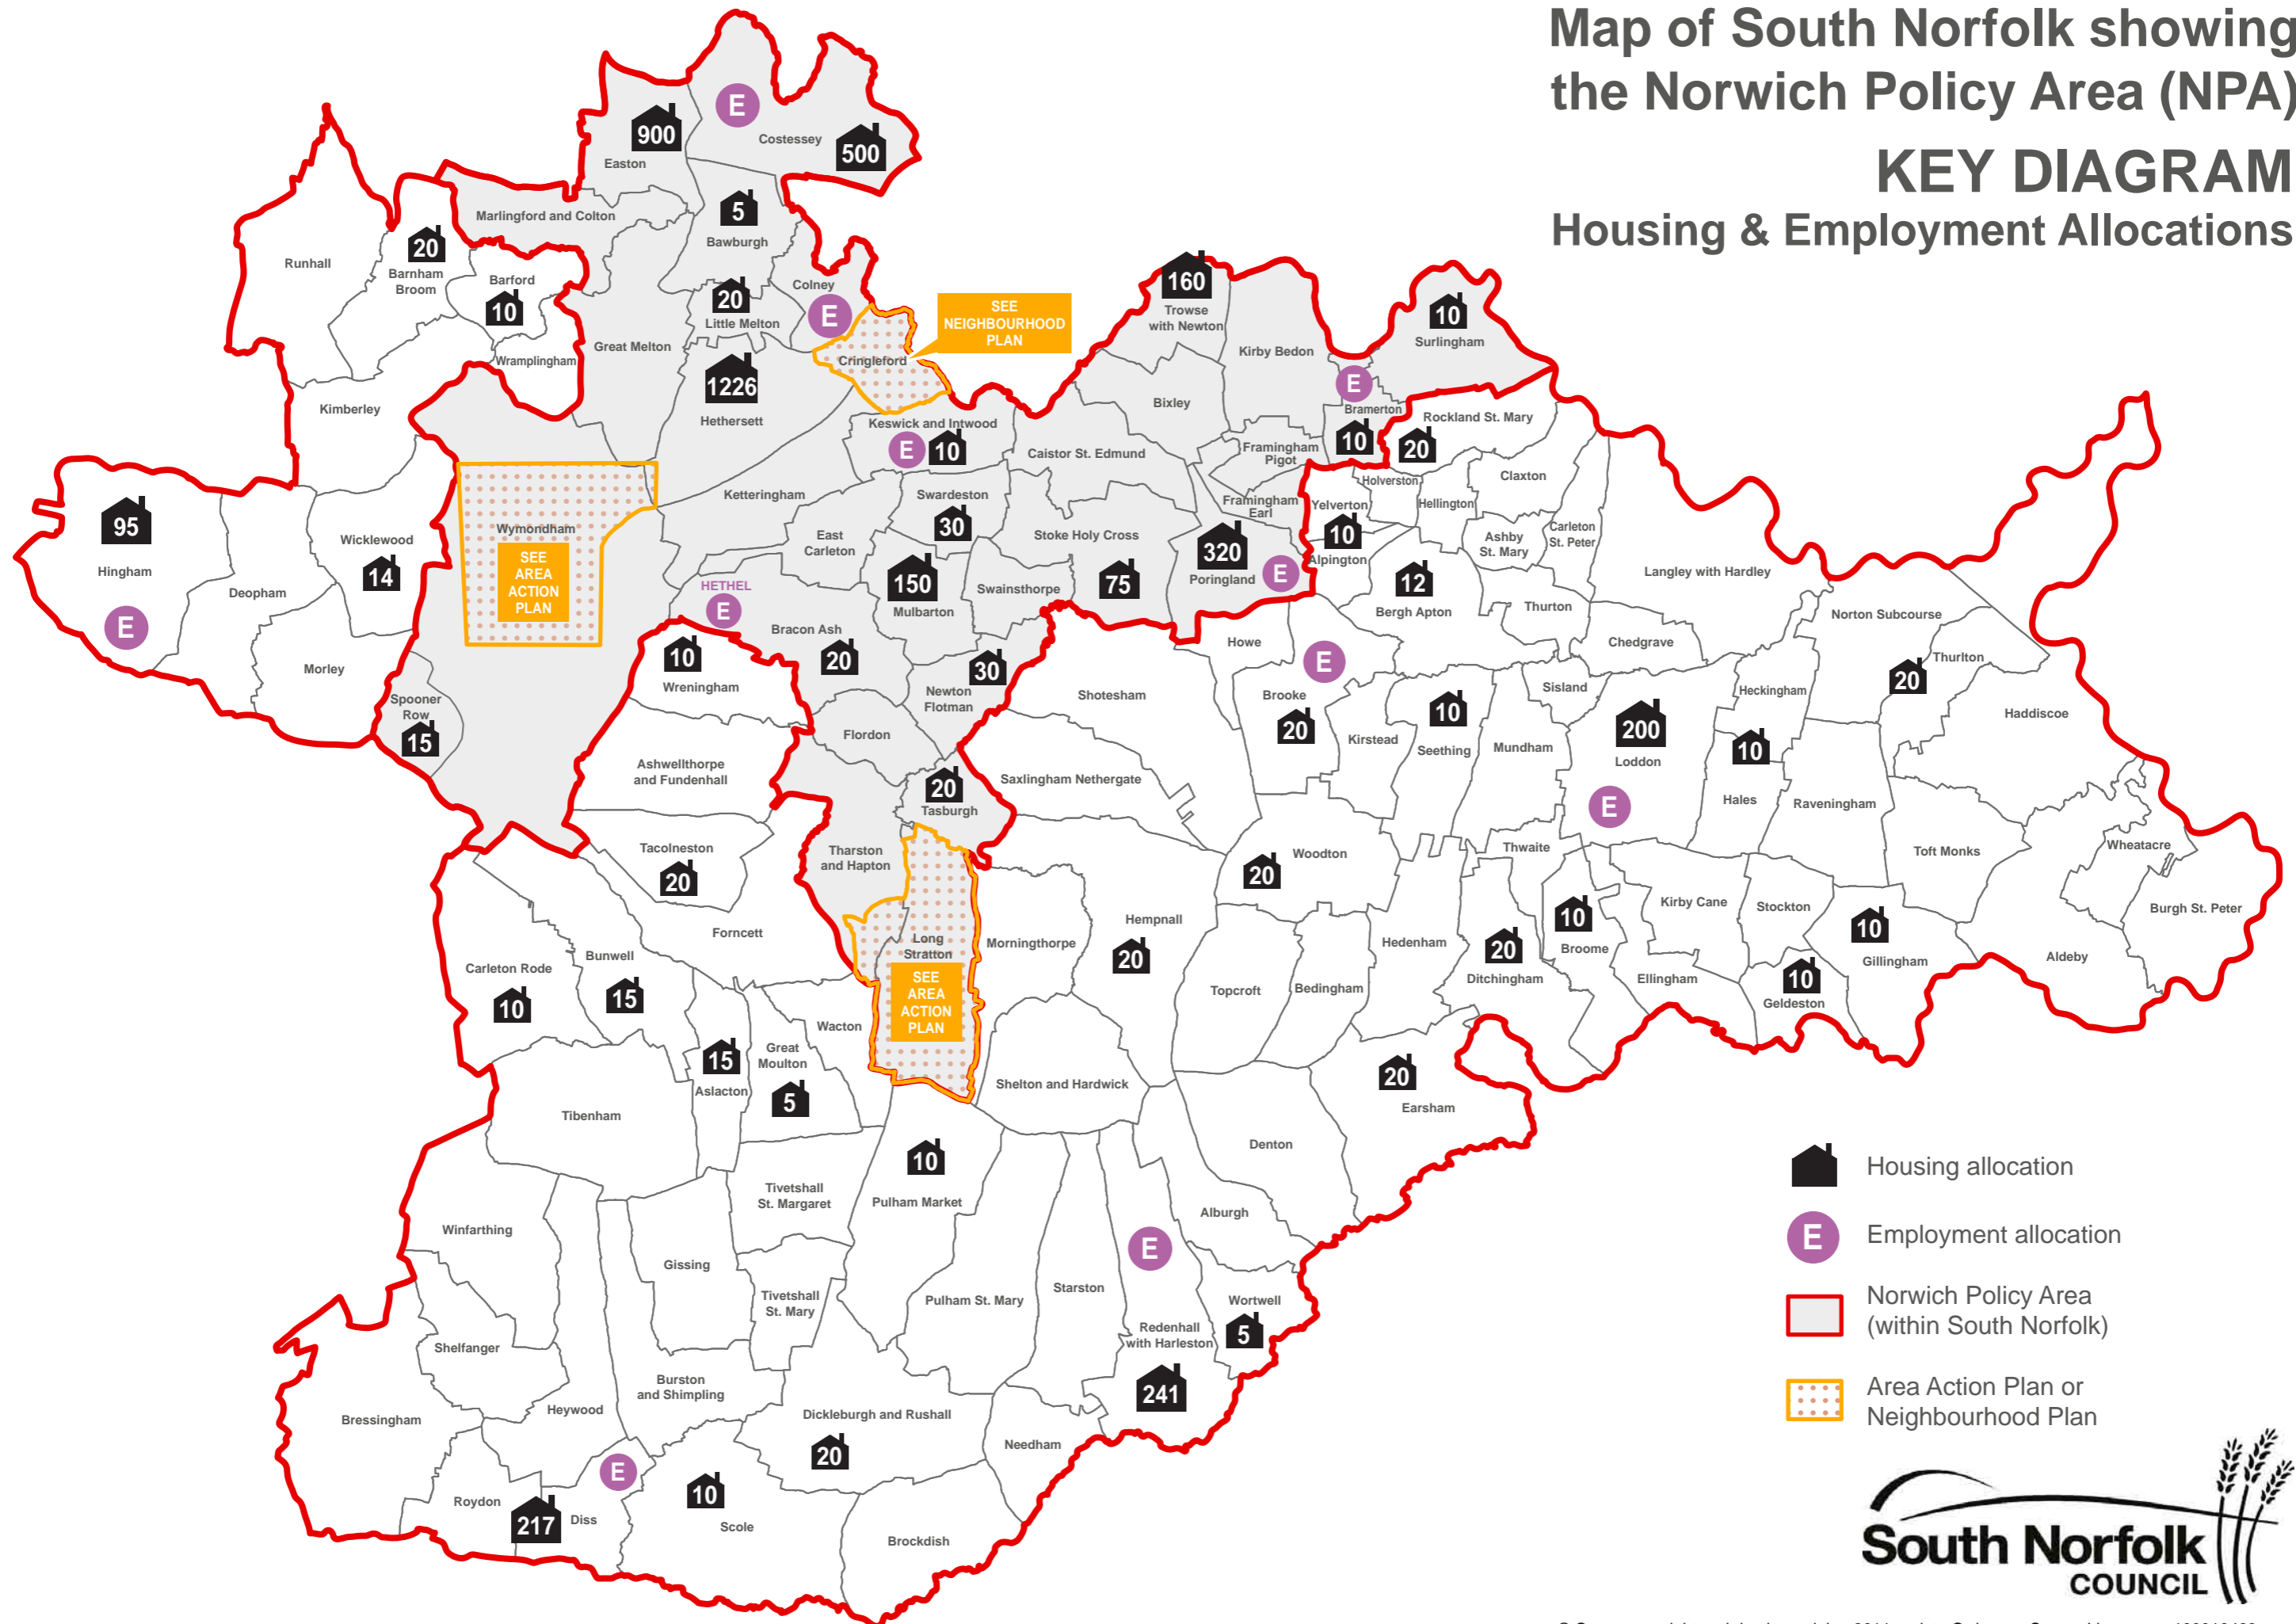 Map of South Norfolk showing
the Norwich Policy Area (NPA)
KEY DIAGRAM
Housing & Employment Allocations
E
Costessey
500
900
Easton
Marlingford and Colton
5
Bawburgh
Runhall
20
Barnham
Broom
Barford
10
Wramplingham
Kimberley
Great Melton
20
Little Melton
Colney
E
SEE
NEIGHBOURHOOD
PLAN
Cringleford
1226
Hethersett
160
Trowse
with Newton
Kirby Bedon
10
Surlingham
E
Bramerton
10
Bixley
Rockland St. Mary
20
Keswick and Intwood
E
10
Caistor St. Edmund
Framingham
Pigot
Framingham
Earl
Holverston
Yelverton
10
Alpington
Hellington
Claxton
Ashby
St. Mary
Carleton
St. Peter
Langley with Hardley
95
Hingham
E
Deopham
Wicklewood
14
Morley
Wymondham
SEE
AREA
ACTION
PLAN
Ketteringham
East
Carleton
Swardeston
30
Stoke Holy Cross
75
320
Poringland
E
HETHEL
E
150
Mulbarton
Swainsthorpe
12
Bergh Apton
Thurton
Chedgrave
Norton Subcourse
Thurlton
20
Haddiscoe
Bracon Ash
20
10
Wreningham
30
Newton
Flotman
Spooner
Row
15
Flordon
Howe
E
Brooke
20
Shotesham
Kirstead
10
Seething
Mundham
Sisland
200
Loddon
E
Heckingham
10
Hales
Raveningham
Ashwellthorpe
and Fundenhall
20
Tasburgh
Saxlingham Nethergate
Tacolneston
20
Tharston
and Hapton
Woodton
20
Thwaite
Toft Monks
Wheatacre
Burgh St. Peter
Aldeby
Forncett
Long
Stratton
SEE
AREA
ACTION
PLAN
Morningthorpe
Hempnall
20
Topcroft
Bedingham
Hedenham
20
Ditchingham
10
Broome
Kirby Cane
Ellingham
Stockton
10
Geldeston
10
Gillingham
Carleton Rode
10
Bunwell
15
Wacton
15
Aslacton
Great
Moulton
5
Tibenham
Shelton and Hardwick
20
Earsham
Denton
10
Pulham Market
Tivetshall
St. Margaret
Winfarthing
Gissing
Tivetshall
St. Mary
Pulham St. Mary
Starston
E
Alburgh
Redenhall
with Harleston
241
Wortwell
5
Shelfanger
Burston
and Shimpling
Bressingham
Heywood
Dickleburgh and Rushall
20
Needham
Roydon
217
Diss
E
10
Scole
Brockdish
Housing allocation
E
Employment allocation
Norwich Policy Area
(within South Norfolk)
Area Action Plan or
Neighbourhood Plan
South Norfolk
COUNCIL